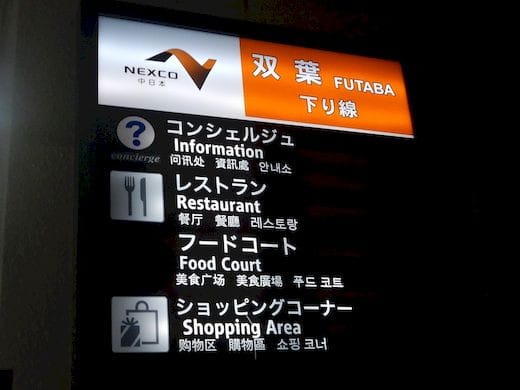 NEXCO
中日本
双葉 FUTABA
下り線
?
コンシェルジュ
Information
concierge
问讯处 資訊處 안내소
レストラン
Restaurant
餐厅 餐廳 레스토랑
フードコート
Food Court
美食广场 美食廣場 푸드 코트
ショッピングコーナー
Shopping Area
购物区 購物區 쇼핑 코너